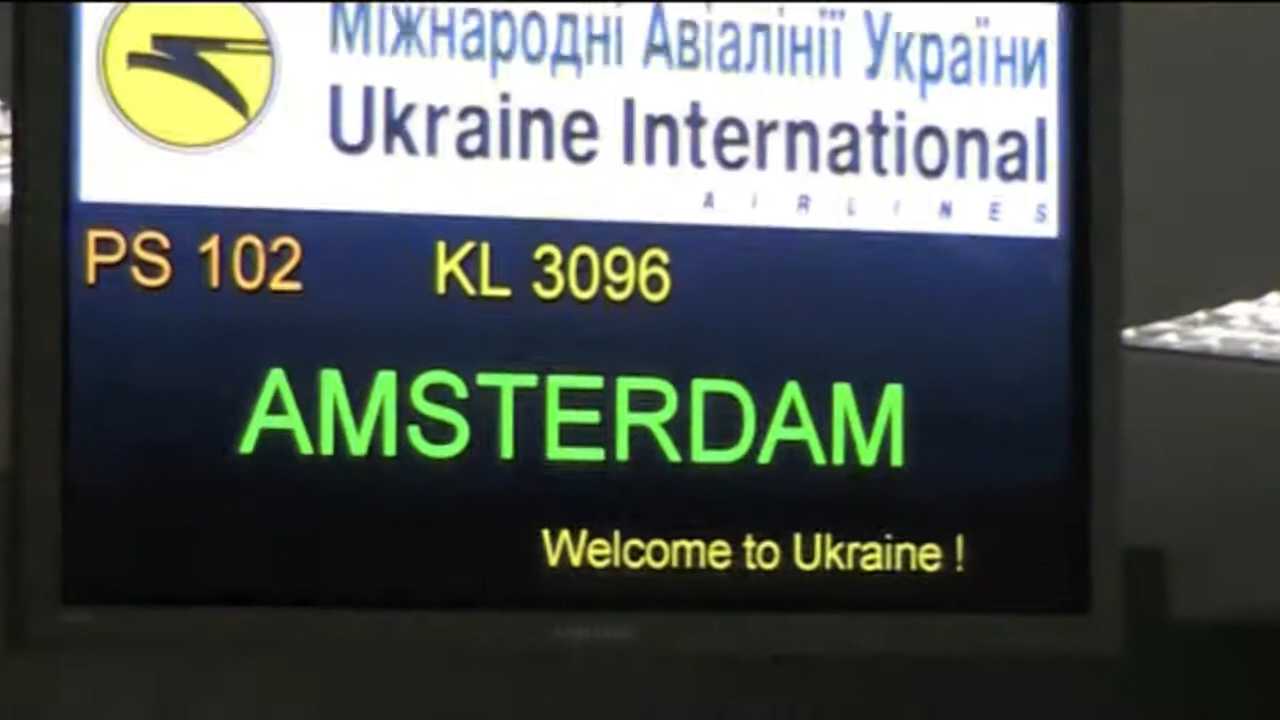 Міжнародні Авіалінії України
Ukraine International
AIRLINES
PS 102 KL 3096
AMSTERDAM
Welcome to Ukraine !